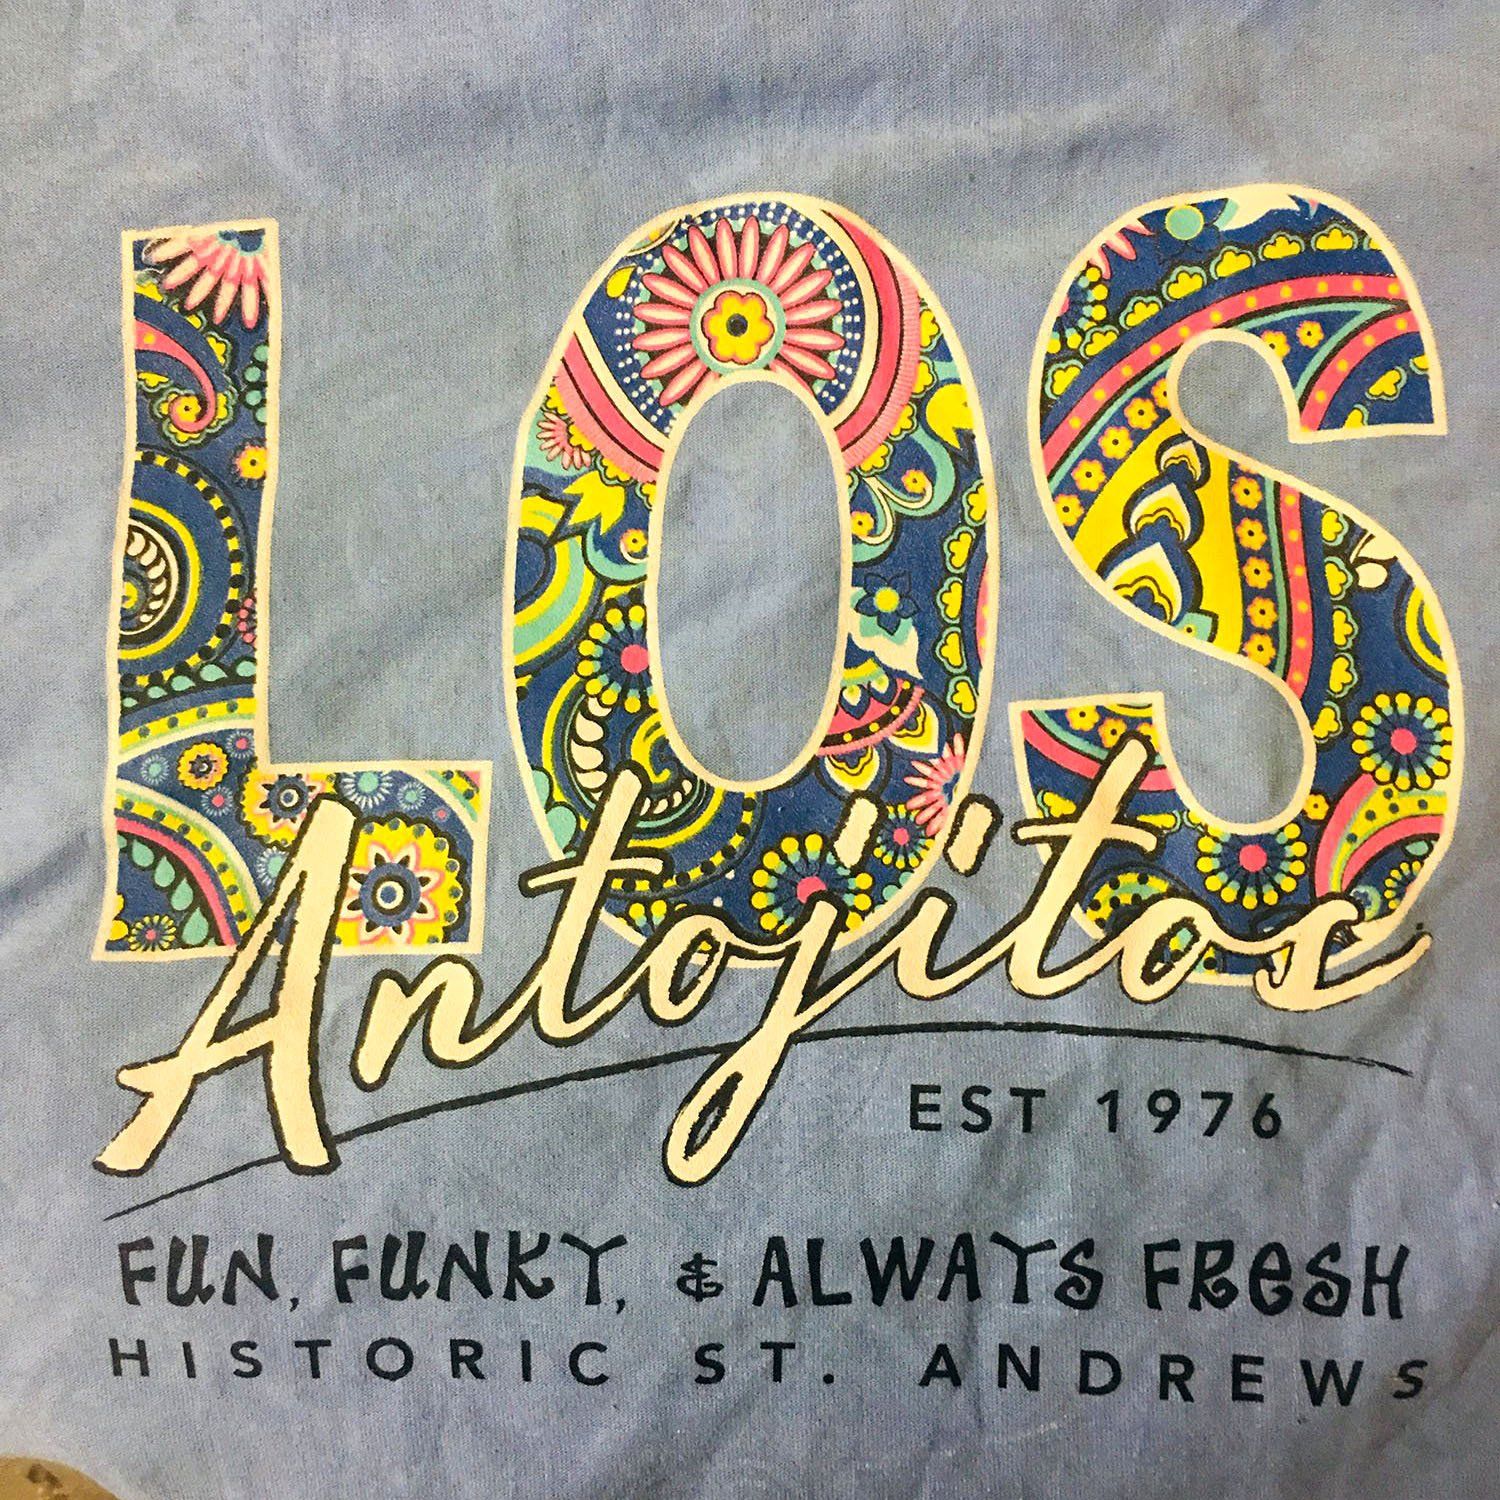 LOS
Antojitos
EST 1976
FUN, FUNKY, & ALWAYS FRESH
HISTORIC ST. ANDREWS